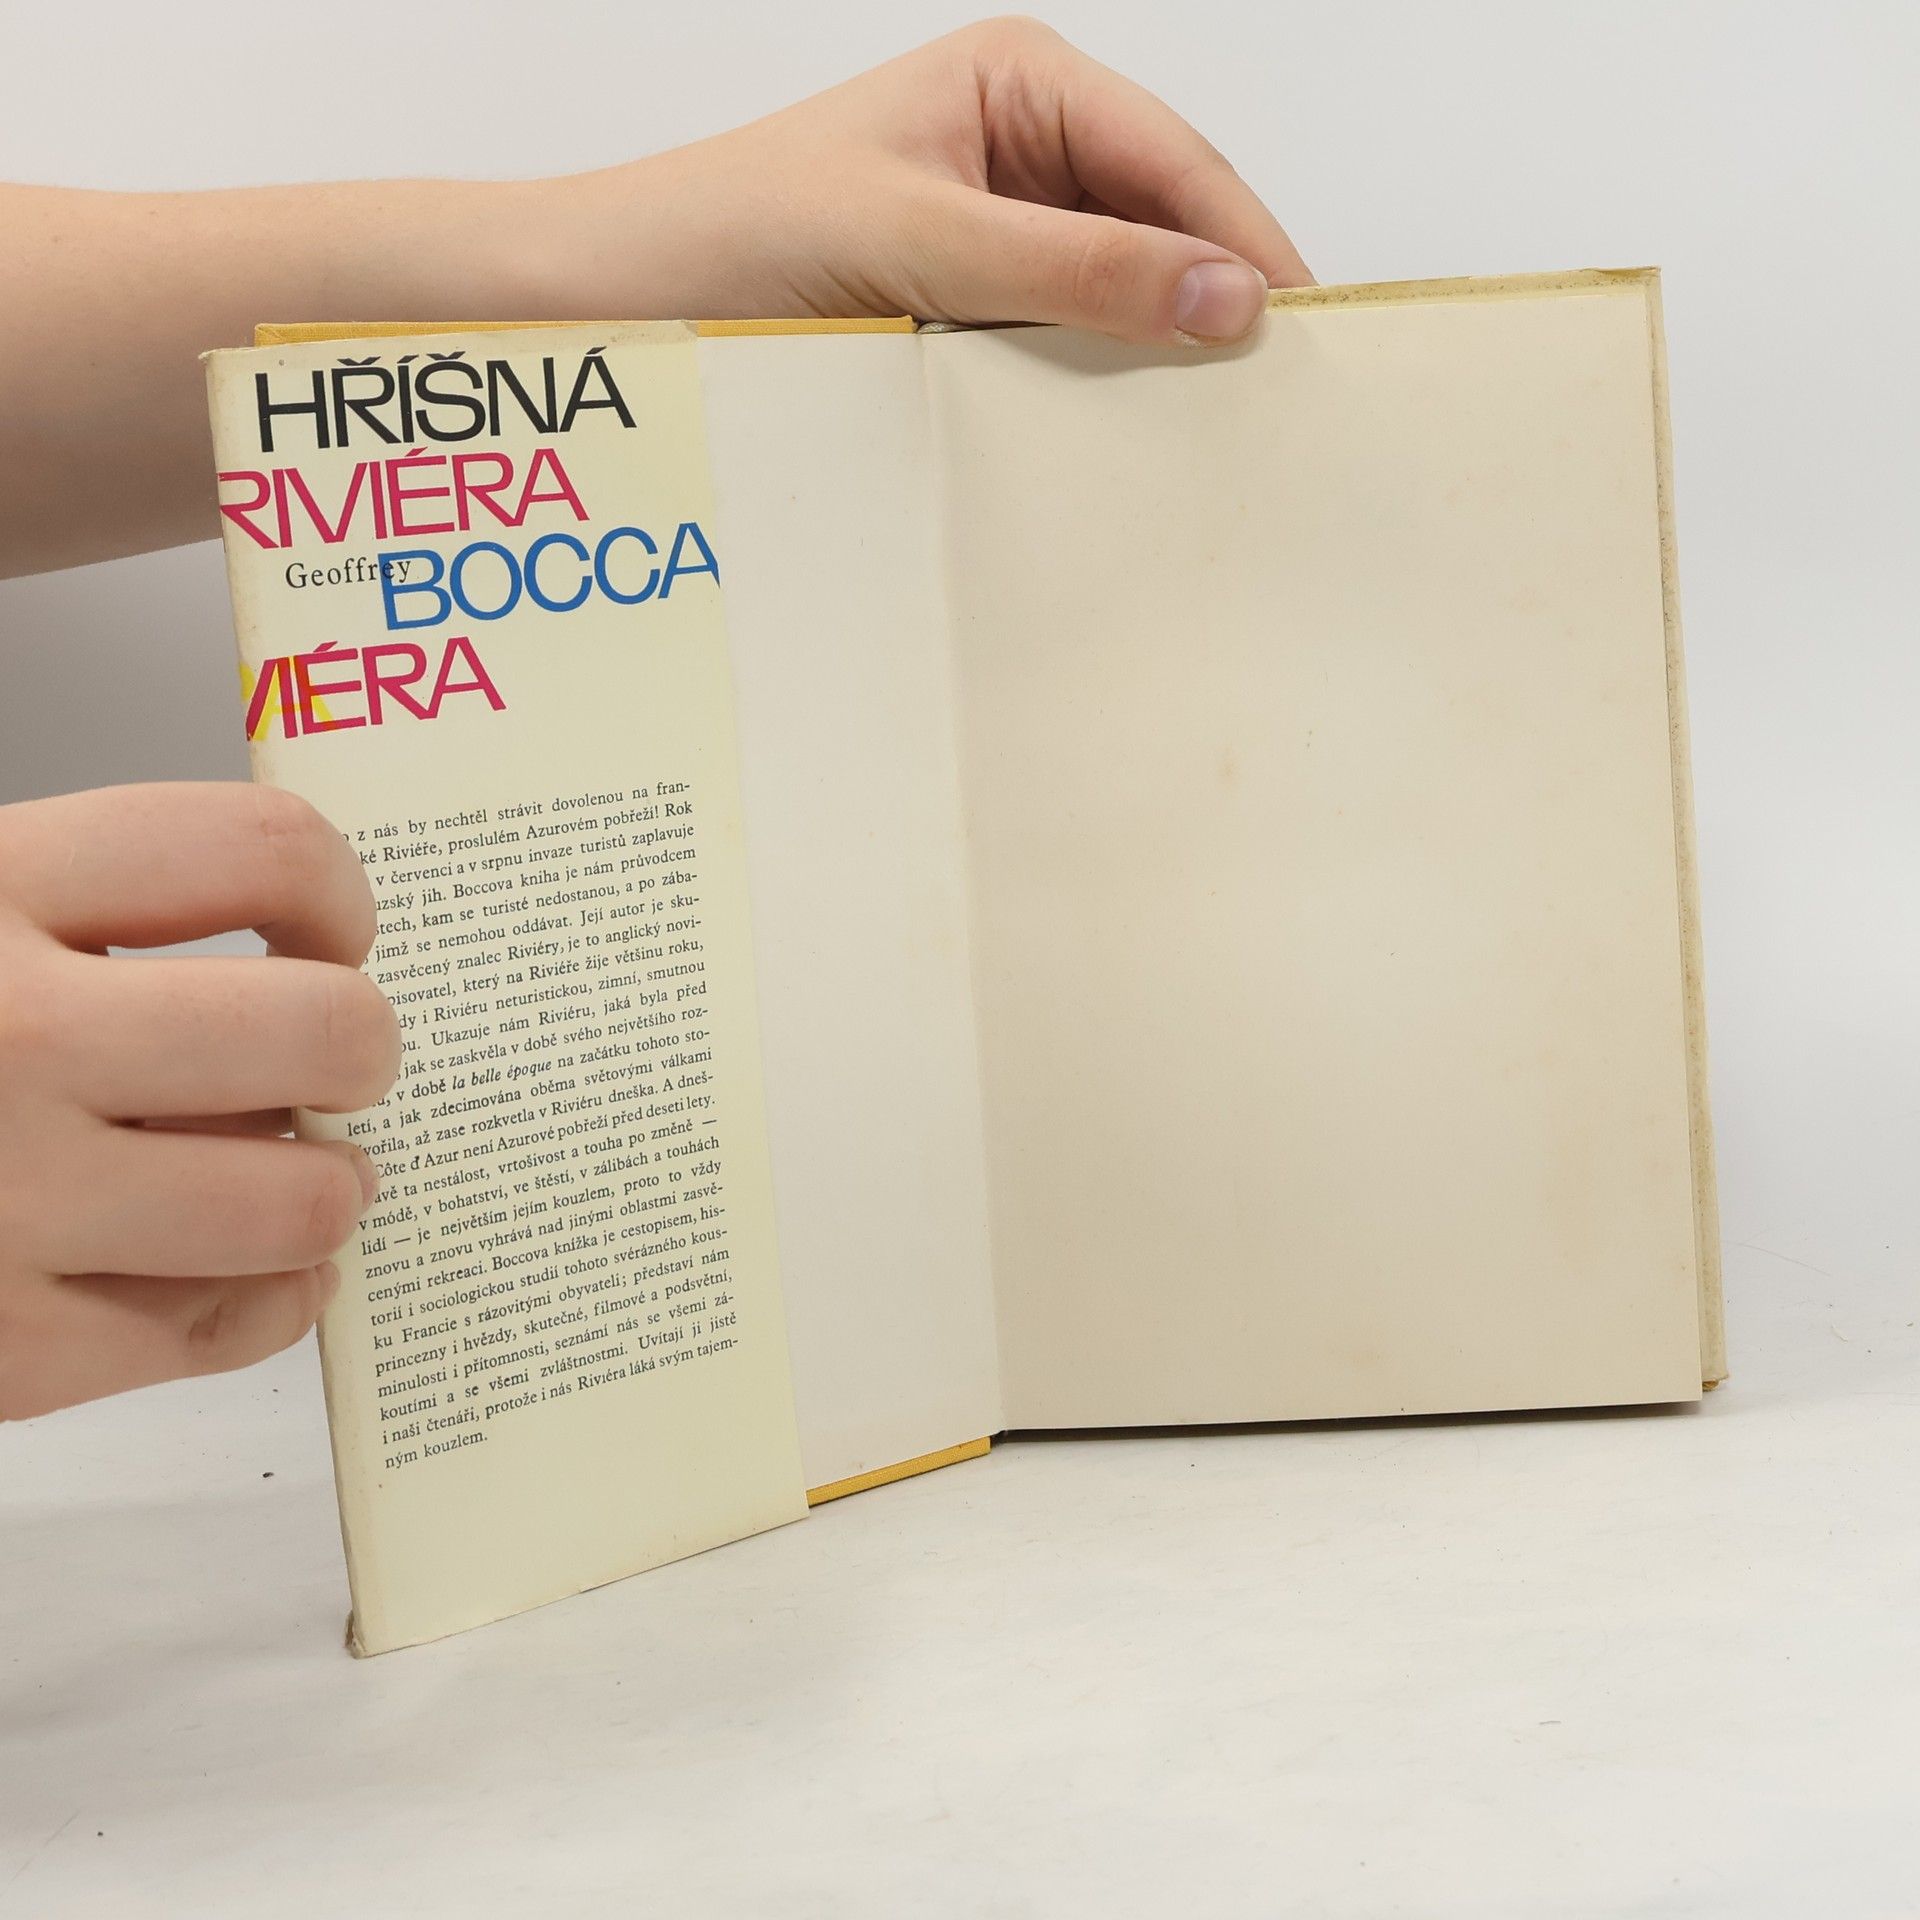 HŘÍŠNÁ
RIVIÉRA
Geoffrey BOCCA
VIÉRA
z nás by nechtěl strávit dovolenou na fran-
ké Riviéře, proslulém Azurovém pobřeží! Rok
v červenci a v srpnu invaze turistů zaplavuje
uzský jih. Boccova kniha je nám průvodcem
stech, kam se turisté nedostanou, a po zába-
jimž se nemohou oddávat. Její autor je sku-
zasvěcený znalec Riviéry, je to anglický novi-
pisovatel, který na Riviéře žije většinu roku,
dy i Riviéru neturistickou, zimní, smutnou
ou. Ukazuje nám Riviéru, jaká byla před
jak se zaskvěla v době svého největšího roz-
u, v době la belle époque na začátku tohoto sto-
letí, a jak zdecimována oběma světovými válkami
vořila, až zase rozkvetla v Riviéru dneška. A dneš-
Côte d'Azur není Azurové pobřeží před deseti lety.
avě ta nestálost, vrtošivost a touha po změně —
v módě, v bohatství, ve štěstí, v zálibách a touhách
lidí — je největším jejím kouzlem, proto to vždy
znovu a znovu vyhrává nad jinými oblastmi zasvě-
cenými rekreaci. Boccova knížka je cestopisem, his-
torií i sociologickou studií tohoto svérázného kous-
ku Francie s rázovitými obyvateli; představí nám
princezny i hvězdy, skutečné, filmové a podsvětní,
minulosti i přítomnosti, seznámí nás se všemi zá-
koutími a se všemi zvláštnostmi. Uvítají ji jistě
i naši čtenáři, protože i nás Riviéra láká svým tajem-
ným kouzlem.